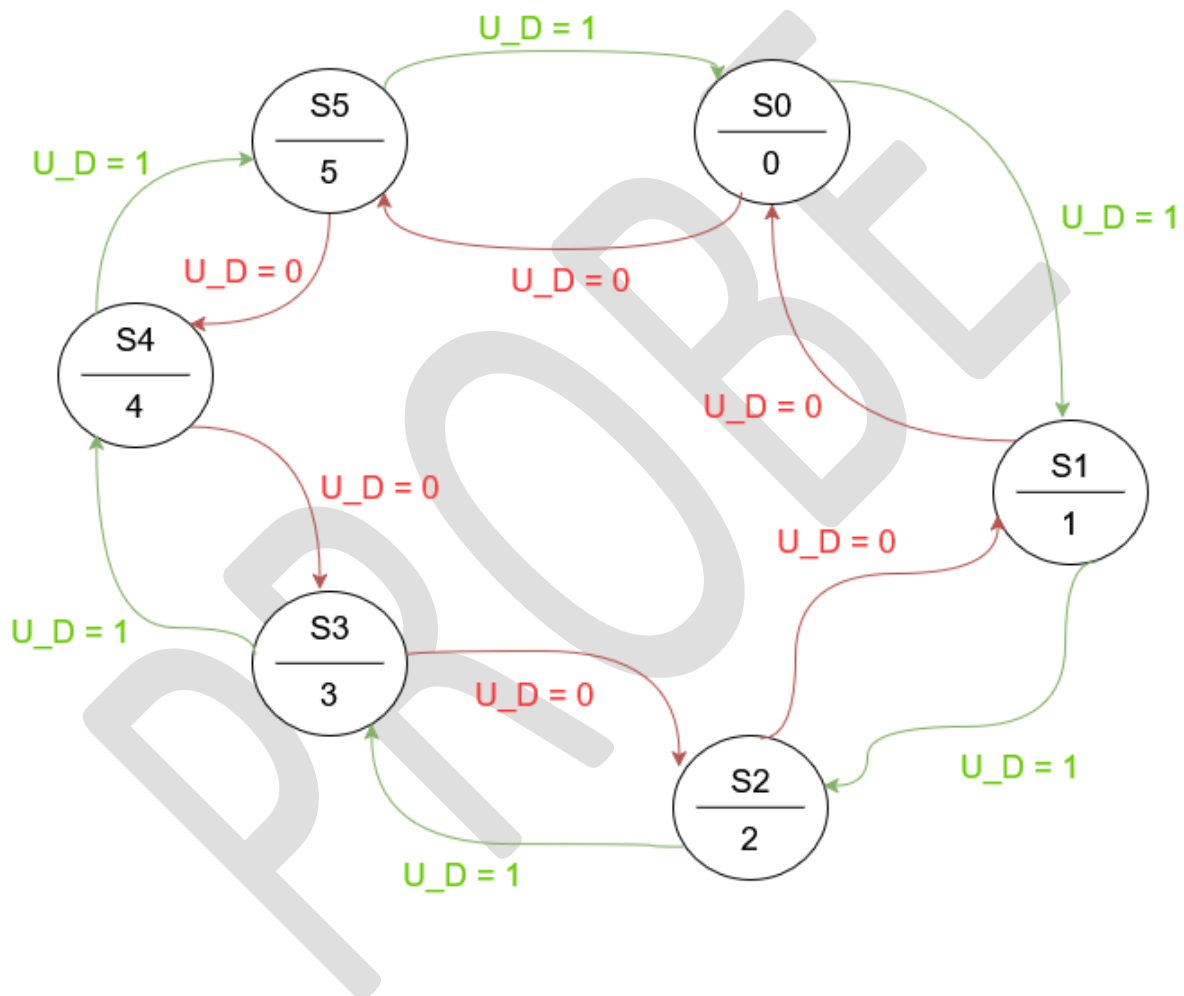 U_D = 1
S5
5
S0
0
U_D = 1
U_D = 1
U_D = 0
U_D = 0
S4
4
U_D = 0
S1
1
U_D = 0
U_D = 0
S3
3
U_D = 1
U_D = 0
S2
2
U_D = 1
U_D = 1
PROBE